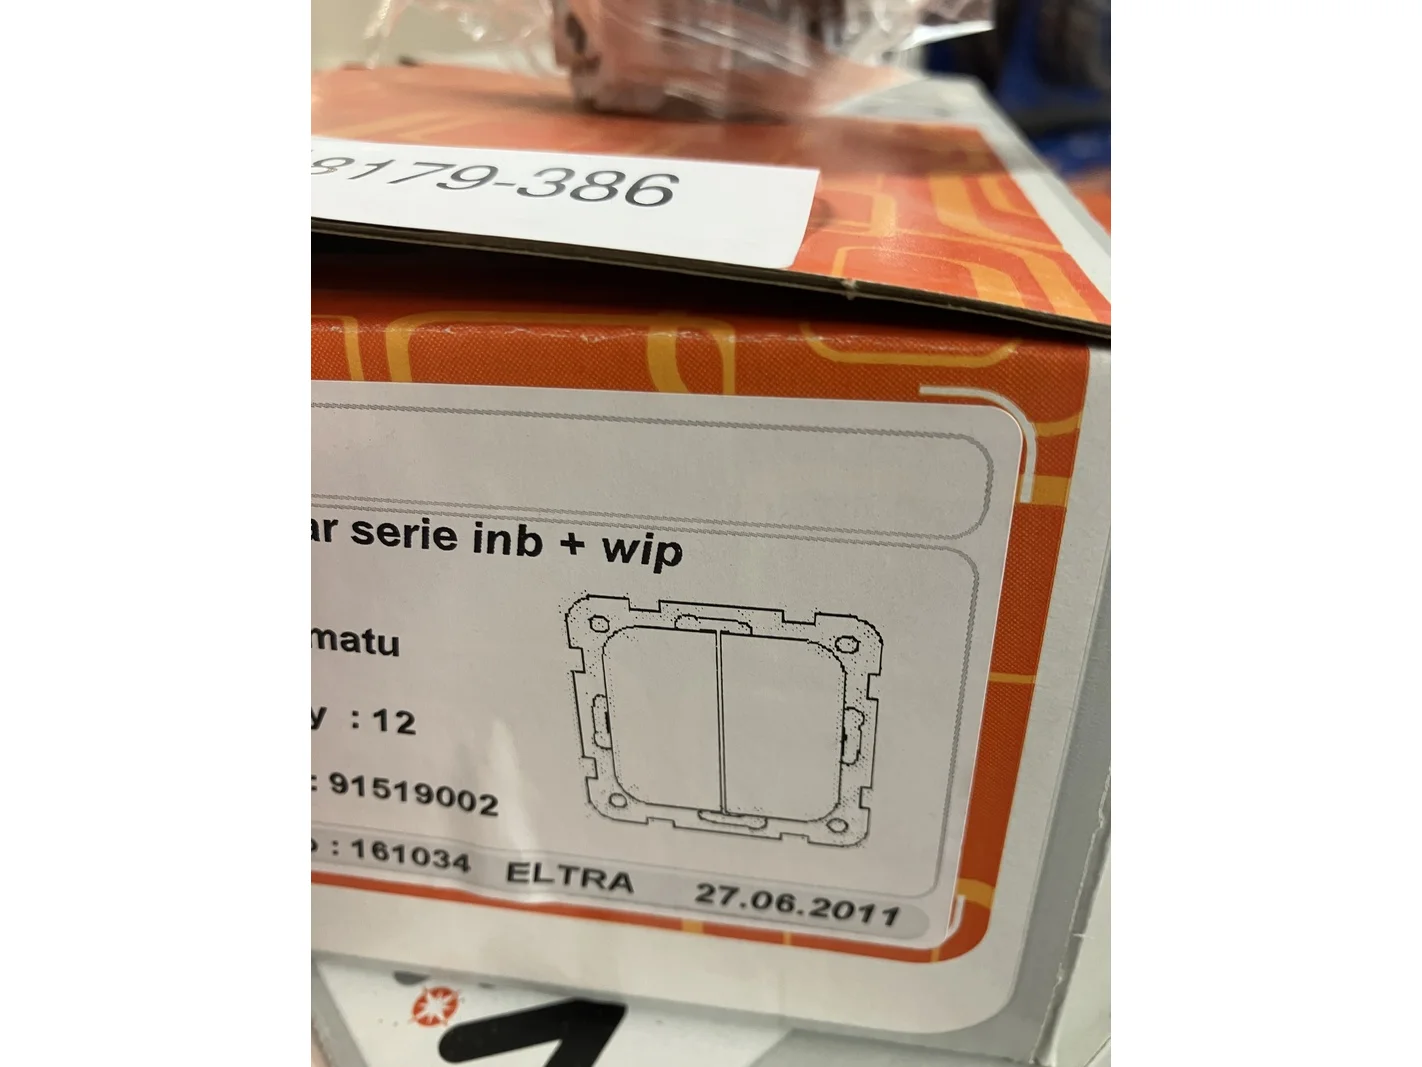 8179-386
ar serie inb + wip
matu
y : 12
: 91519002
: 161034 ELTRA 27.06.2011